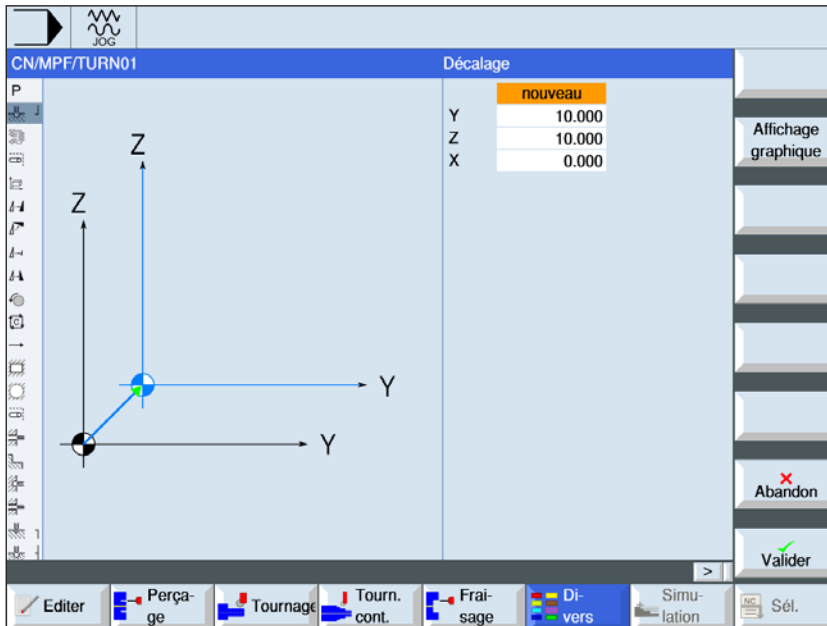 JOG
CN/MPF/TURN01
Décalage
P
nouveau
Y 10.000
Z 10.000
X 0.000
Affichage
graphique
Z
Z
Y
Y
Abandon
Valider
>
Editer
Perça-
ge
Tournage
Tourn.
cont.
Frai-
sage
Di-
vers
Simu-
lation
NC
Sél.